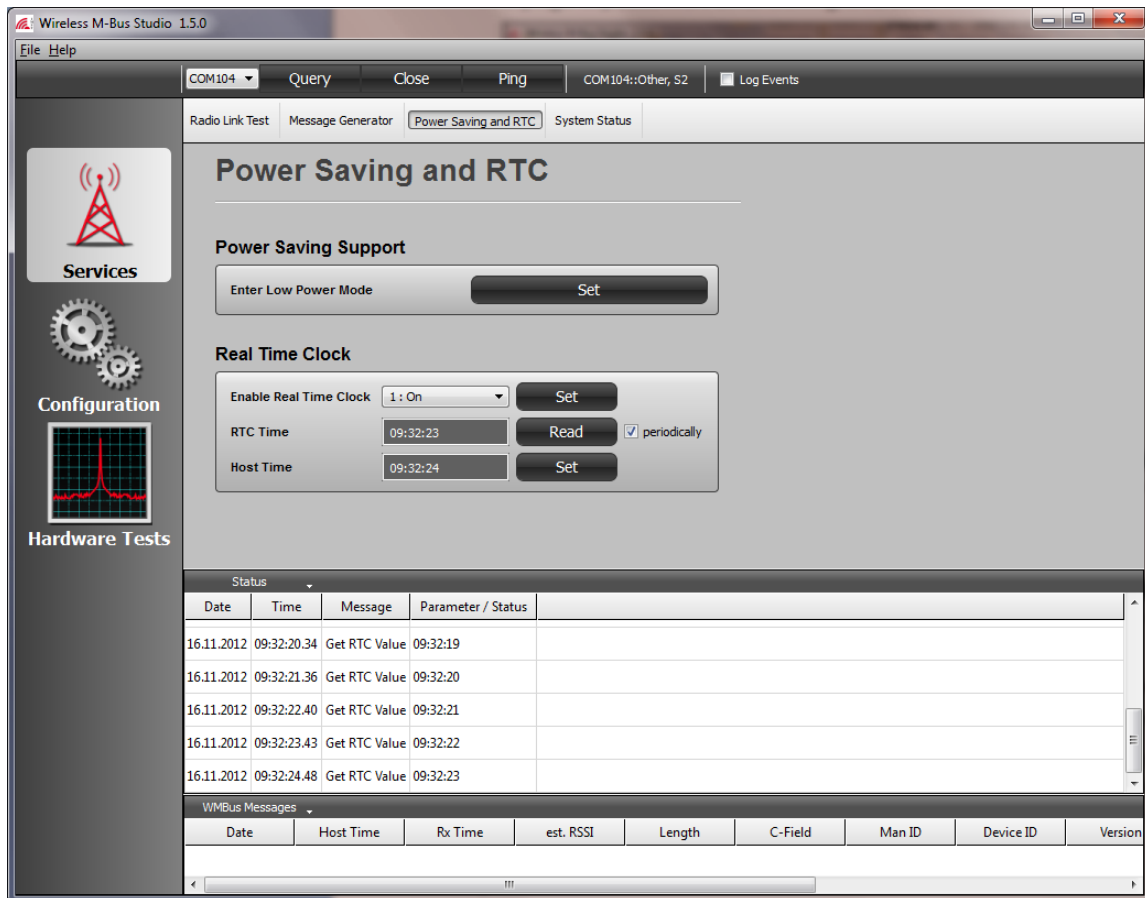 Wireless M-Bus Studio 1.5.0
File Help
COM104 Query Close Ping COM104::Other, S2 Log Events
Radio Link Test Message Generator Power Saving and RTC System Status
Power Saving and RTC
Services
Configuration
Hardware Tests
Power Saving Support
Enter Low Power Mode Set
Real Time Clock
Enable Real Time Clock 1 : On Set
RTC Time 09:32:23 Read periodically
Host Time 09:32:24 Set
Status
Date Time Message Parameter / Status
16.11.2012 09:32:20.34 Get RTC Value 09:32:19
16.11.2012 09:32:21.36 Get RTC Value 09:32:20
16.11.2012 09:32:22.40 Get RTC Value 09:32:21
16.11.2012 09:32:23.43 Get RTC Value 09:32:22
16.11.2012 09:32:24.48 Get RTC Value 09:32:23
WMBus Messages
Date Host Time Rx Time est. RSSI Length C-Field Man ID Device ID Version